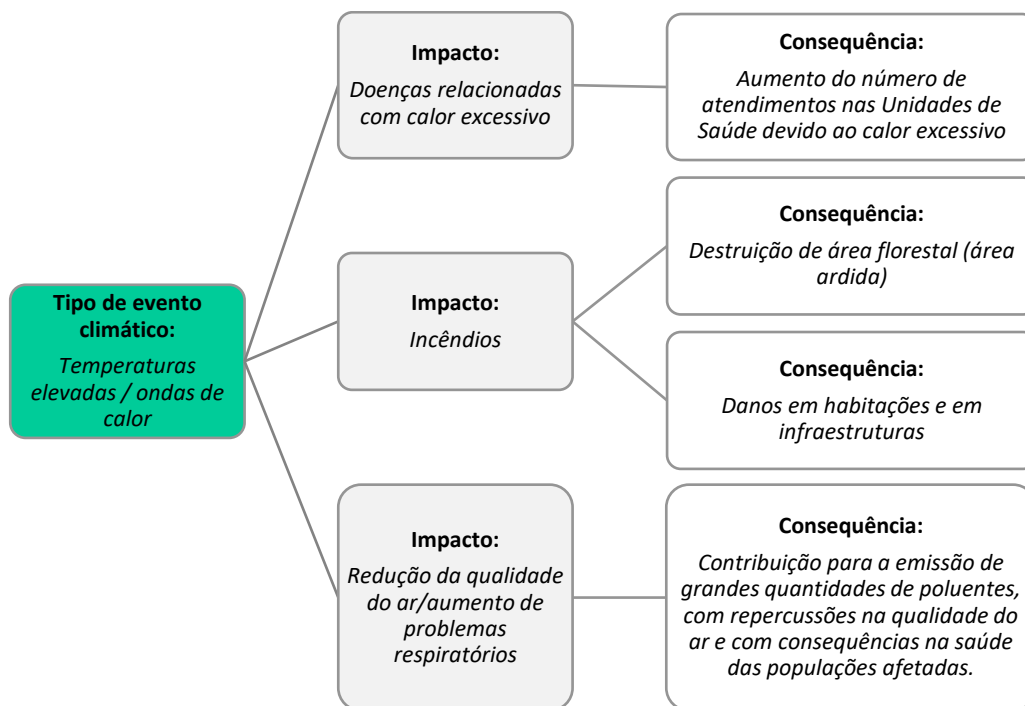 Tipo de evento
climático:
Temperaturas
elevadas / ondas de
calor
Impacto:
Doenças relacionadas
com calor excessivo
Consequência:
Aumento do número de
atendimentos nas Unidades de
Saúde devido ao calor excessivo
Impacto:
Incêndios
Consequência:
Destruição de área florestal (área
ardida)
Consequência:
Danos em habitações e em
infraestruturas
Impacto:
Redução da qualidade
do ar/aumento de
problemas
respiratórios
Consequência:
Contribuição para a emissão de
grandes quantidades de poluentes,
com repercussões na qualidade do
ar e com consequências na saúde
das populações afetadas.